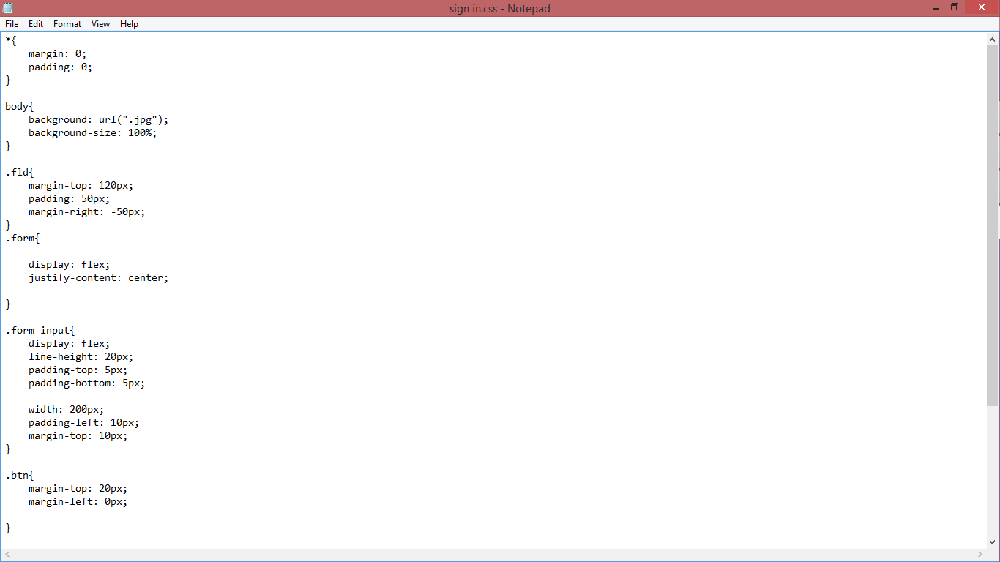 sign in.css - Notepad
File Edit Format View Help
*{
    margin: 0;
    padding: 0;
}

body{
    background: url(".jpg");
    background-size: 100%;
}

.fld{
    margin-top: 120px;
    padding: 50px;
    margin-right: -50px;
}
.form{

    display: flex;
    justify-content: center;

}

.form input{
    display: flex;
    line-height: 20px;
    padding-top: 5px;
    padding-bottom: 5px;

    width: 200px;
    padding-left: 10px;
    margin-top: 10px;
}

.btn{
    margin-top: 20px;
    margin-left: 0px;

}